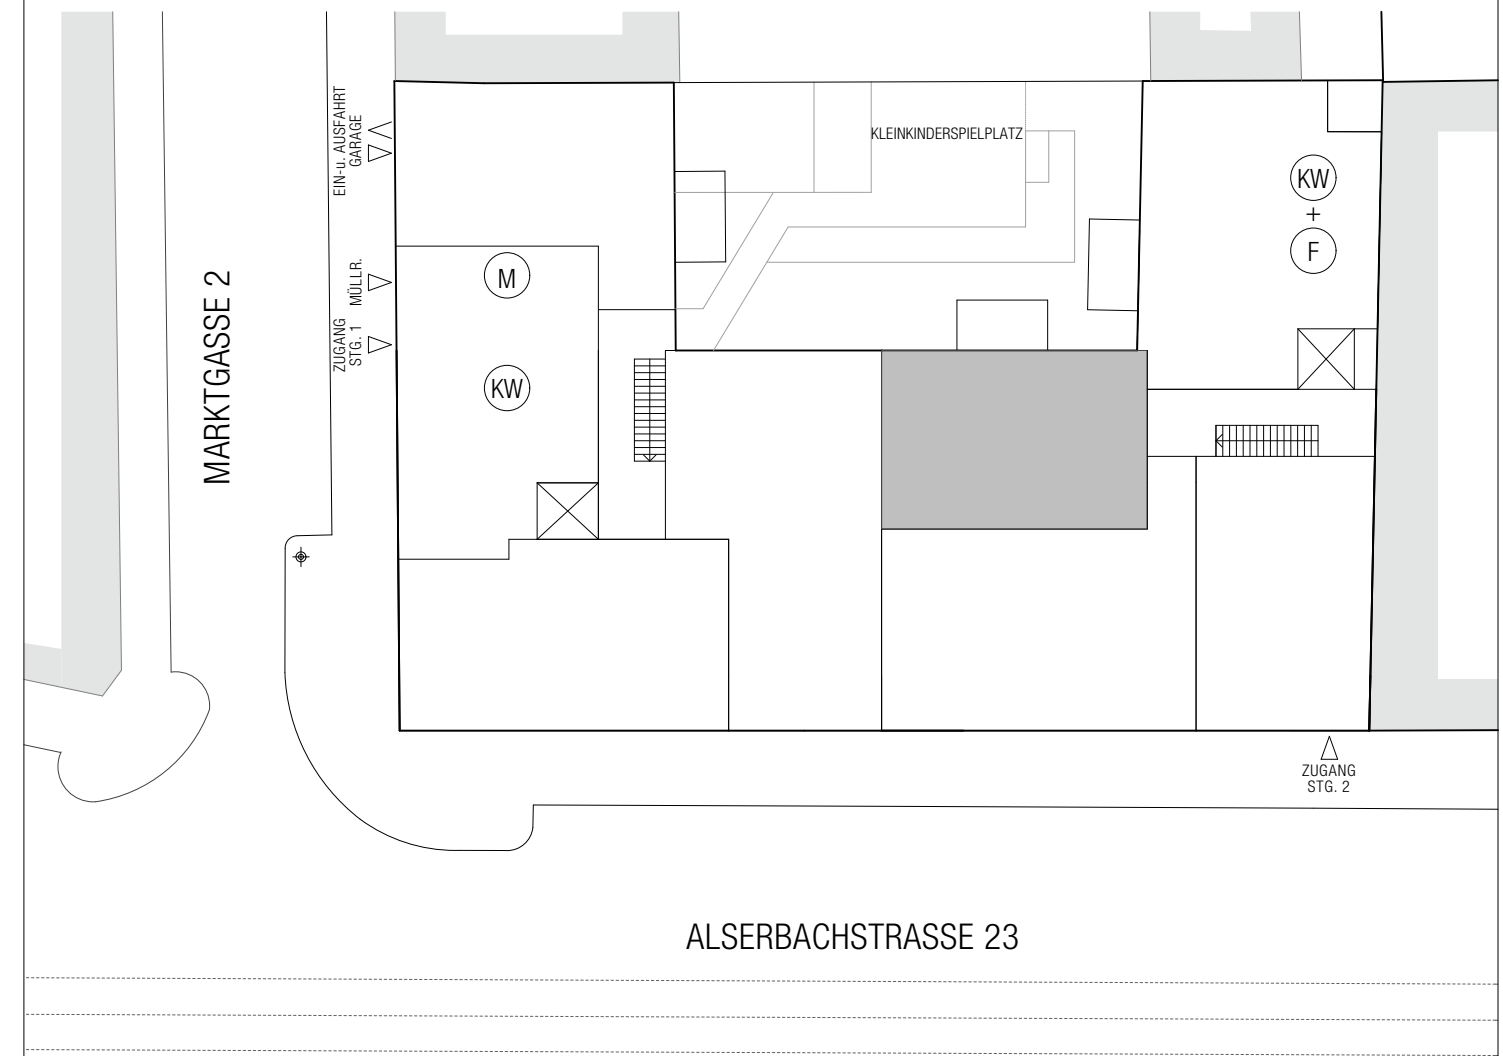 EIN-u. AUSFAHRT
GARAGE
KLEINKINDERSPIELPLATZ
KW
+
F
MÜLLR.
M
MARKTGASSE 2
ZUGANG
STG. 1
KW
ZUGANG
STG. 2
ALSERBACHSTRASSE 23